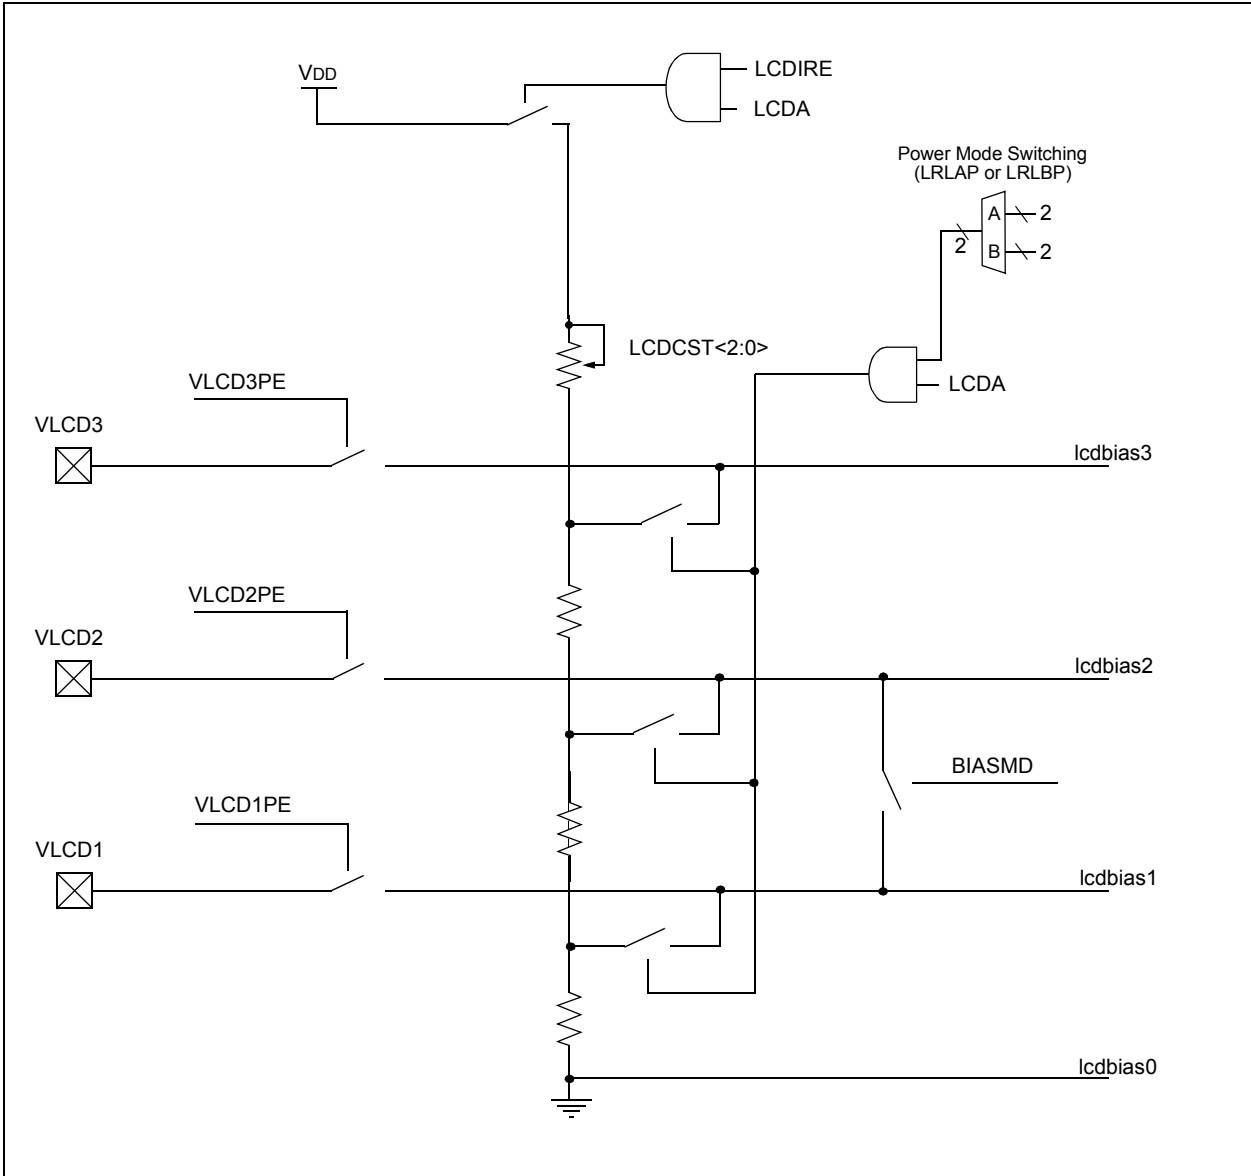 VDD
LCDIRE
LCDA
Power Mode Switching
(LRLAP or LRLBP)
A
2
2
B
2
LCDCST<2:0>
LCDA
VLCD3PE
VLCD3
lcdbias3
VLCD2PE
VLCD2
lcdbias2
BIASMD
VLCD1PE
VLCD1
lcdbias1
lcdbias0